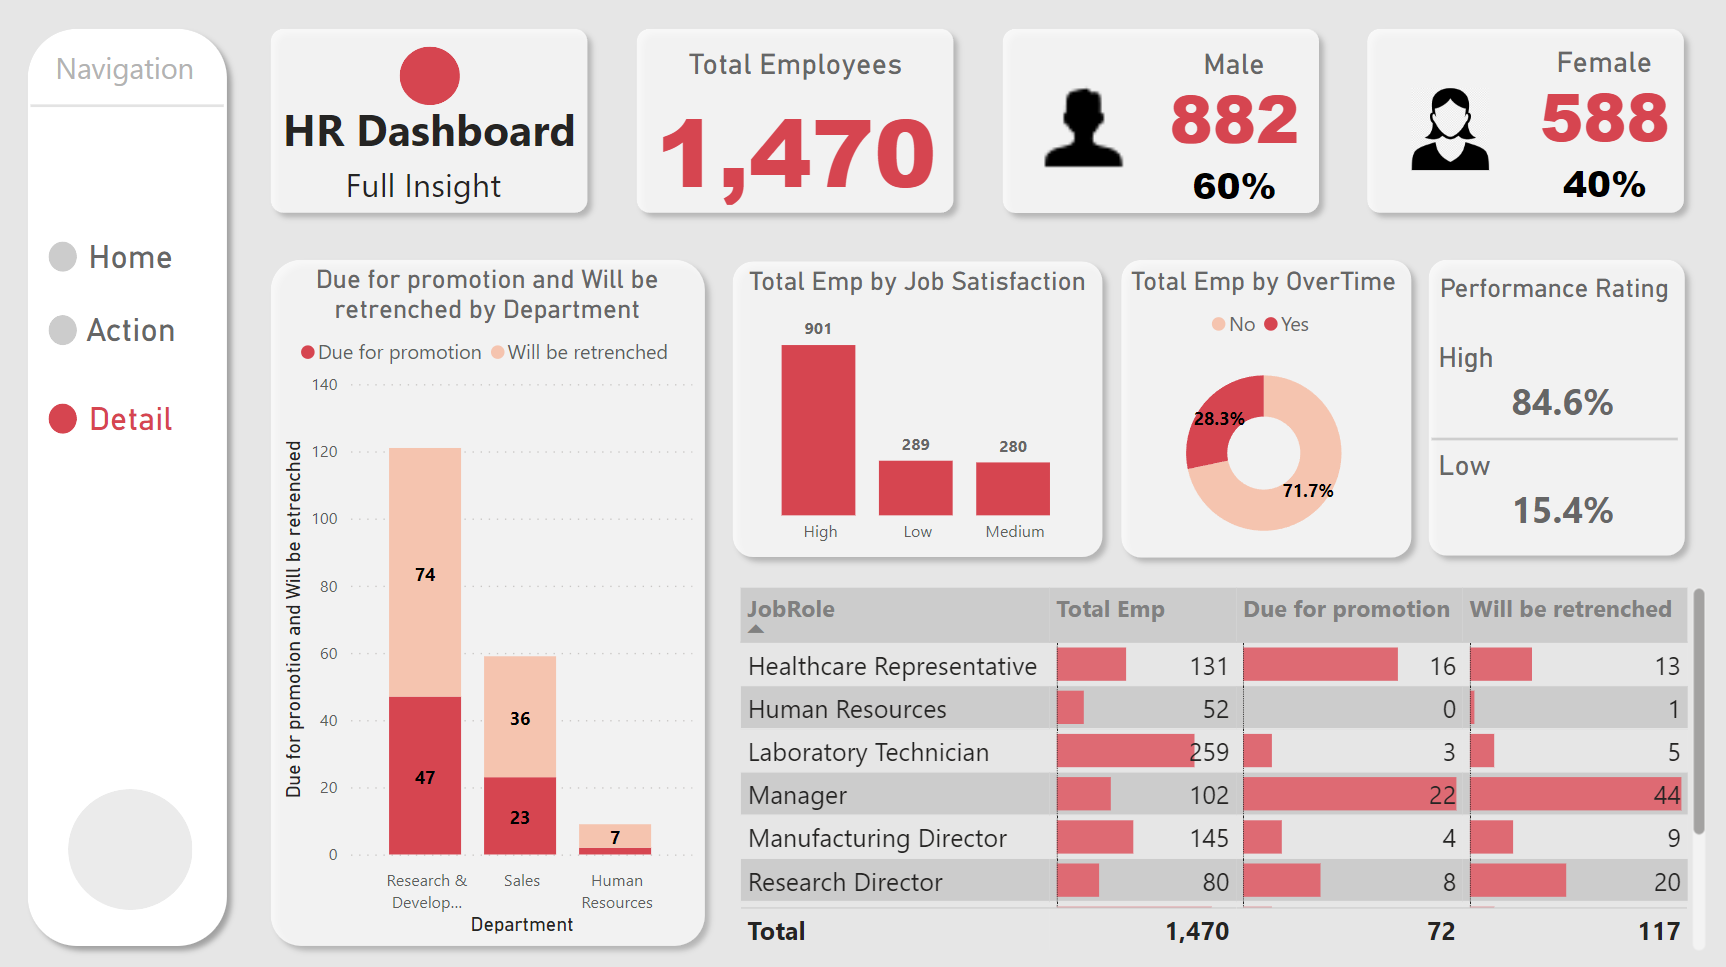 Navigation
Home
Action
Detail
HR Dashboard
Full Insight
Total Employees
1,470
Male
882
60%
Female
588
40%
Due for promotion and Will be
retrenched by Department
Due for promotion Will be retrenched
Due for promotion and Will be retrenched
140
120
100
80
60
40
20
0
74
47
36
23
7
Research &
Develop...
Sales
Human
Resources
Department
Total Emp by Job Satisfaction
901
289
280
High Low Medium
Total Emp by OverTime
No Yes
28.3%
71.7%
Performance Rating
High
84.6%
Low
15.4%
JobRole Total Emp Due for promotion Will be retrenched
Healthcare Representative 131 16 13
Human Resources 52 0 1
Laboratory Technician 259 3 5
Manager 102 22 44
Manufacturing Director 145 4 9
Research Director 80 8 20
Total 1,470 72 117